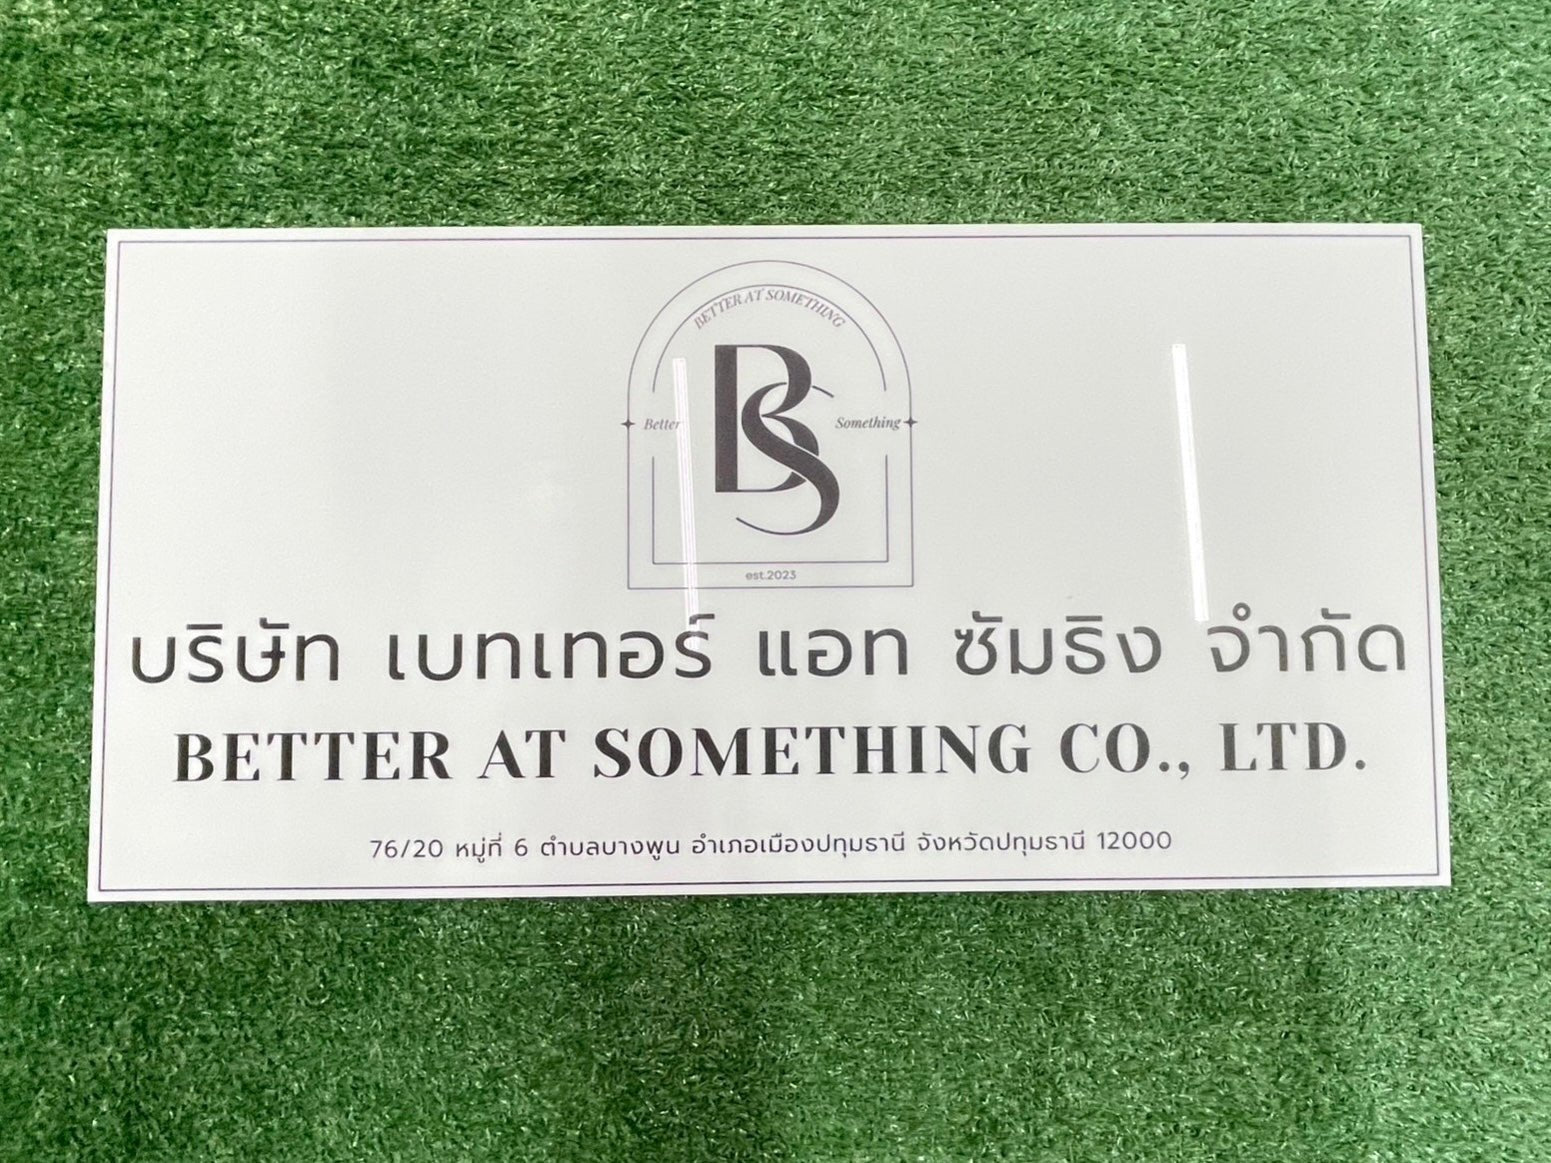 BETTER AT SOMETHING
BS
Better Something
est.2023
บริษัท เบทเทอร์ แอท ซัมธิง จำกัด
BETTER AT SOMETHING CO., LTD.
76/20 หมู่ที่ 6 ตำบลบางพูน อำเภอเมืองปทุมธานี จังหวัดปทุมธานี 12000